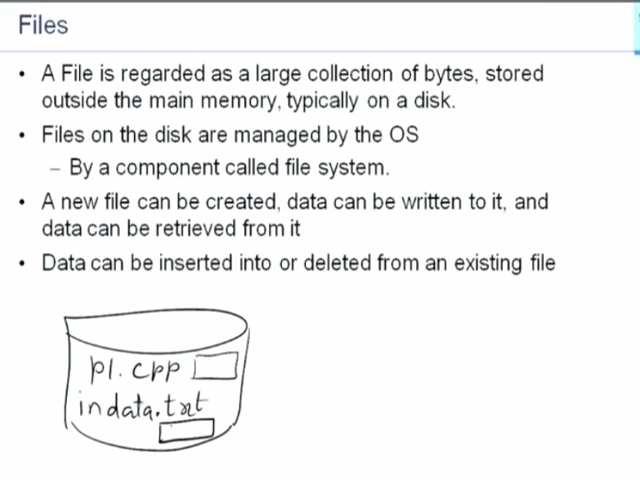 Files
• A File is regarded as a large collection of bytes, stored
outside the main memory, typically on a disk.
• Files on the disk are managed by the OS
– By a component called file system.
• A new file can be created, data can be written to it, and
data can be retrieved from it
• Data can be inserted into or deleted from an existing file
p1.cpp
indata.txt